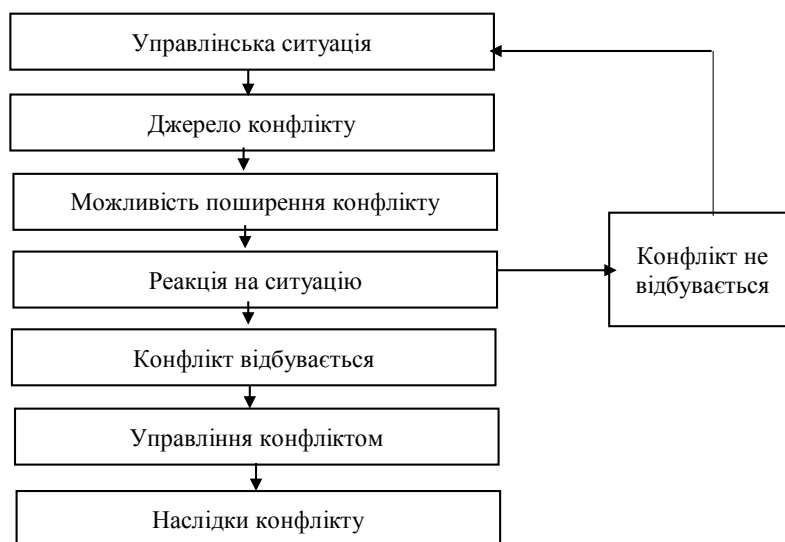 Управлінська ситуація
Джерело конфлікту
Можливість поширення конфлікту
Реакція на ситуацію
Конфлікт не
відбувається
Конфлікт відбувається
Управління конфліктом
Наслідки конфлікту